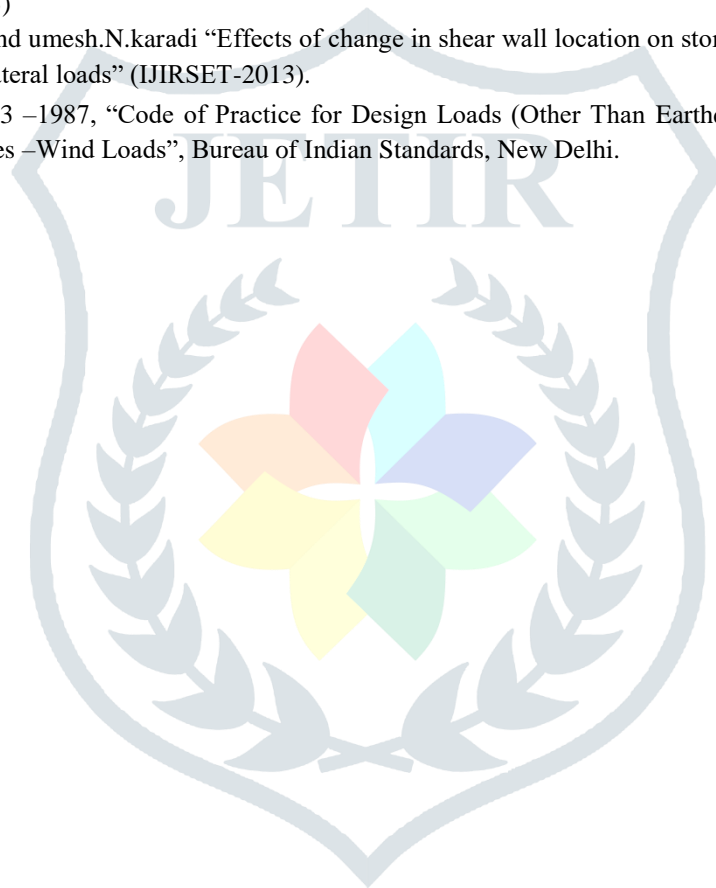 )
nd umesh.N.karadi “Effects of change in shear wall location on stor
teral loads” (IJIRSET-2013).
3 –1987, “Code of Practice for Design Loads (Other Than Earth
es –Wind Loads”, Bureau of Indian Standards, New Delhi.
JETIR